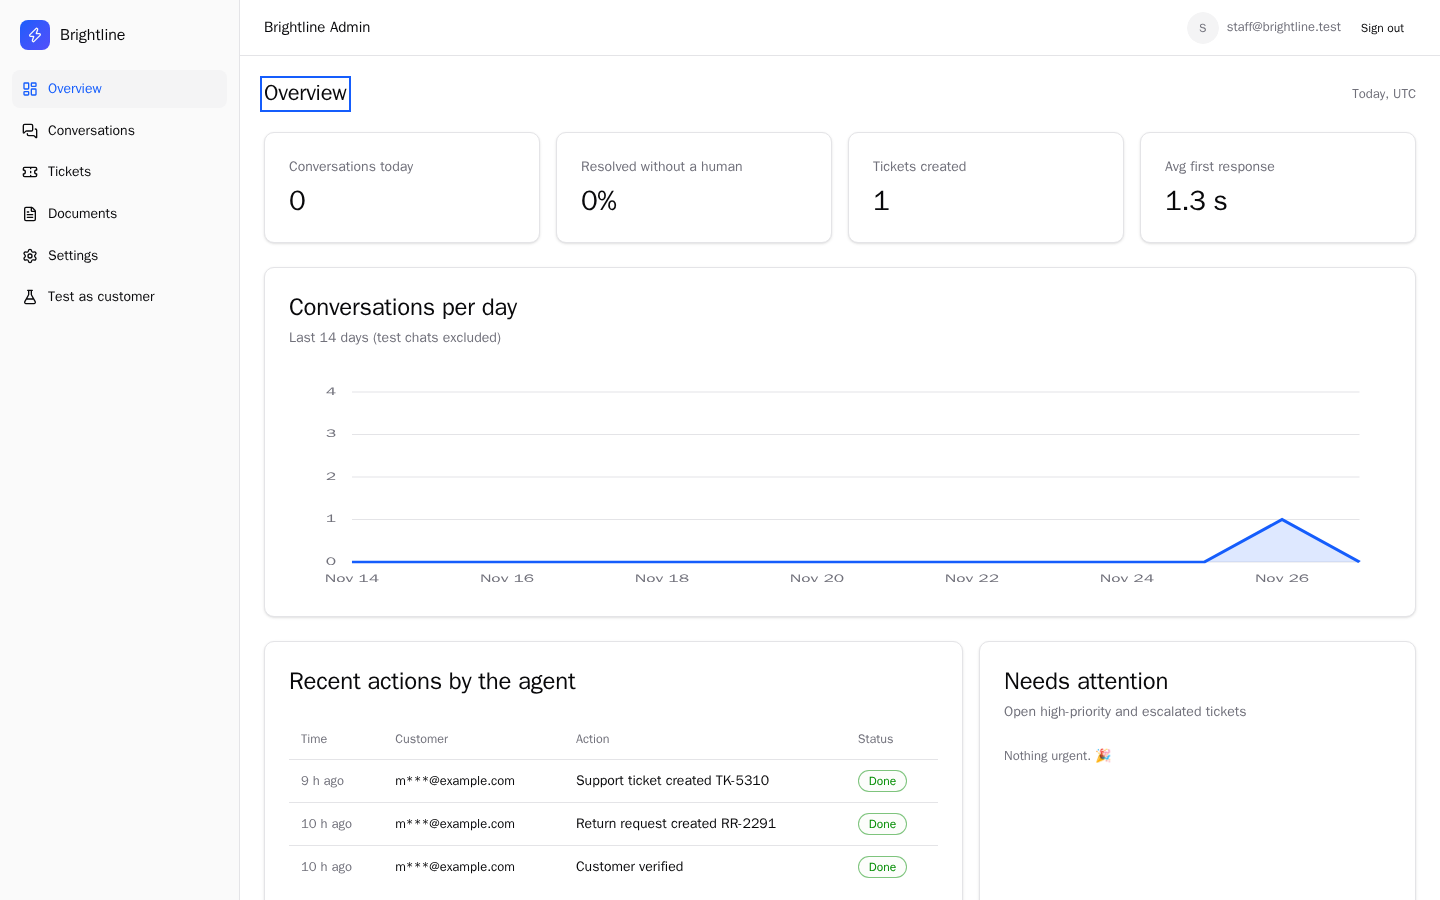 Brightline
Overview
Conversations
Tickets
Documents
Settings
Test as customer
Brightline Admin
S
staff@brightline.test
Sign out
Overview
Today, UTC
Conversations today
0
Resolved without a human
0%
Tickets created
1
Avg first response
1.3 s
Conversations per day
Last 14 days (test chats excluded)
4
3
2
1
0
Nov 14 Nov 16 Nov 18 Nov 20 Nov 22 Nov 24 Nov 26
Recent actions by the agent
Time Customer Action Status
9 h ago m***@example.com Support ticket created TK-5310 Done
10 h ago m***@example.com Return request created RR-2291 Done
10 h ago m***@example.com Customer verified Done
Needs attention
Open high-priority and escalated tickets
Nothing urgent. 🎉